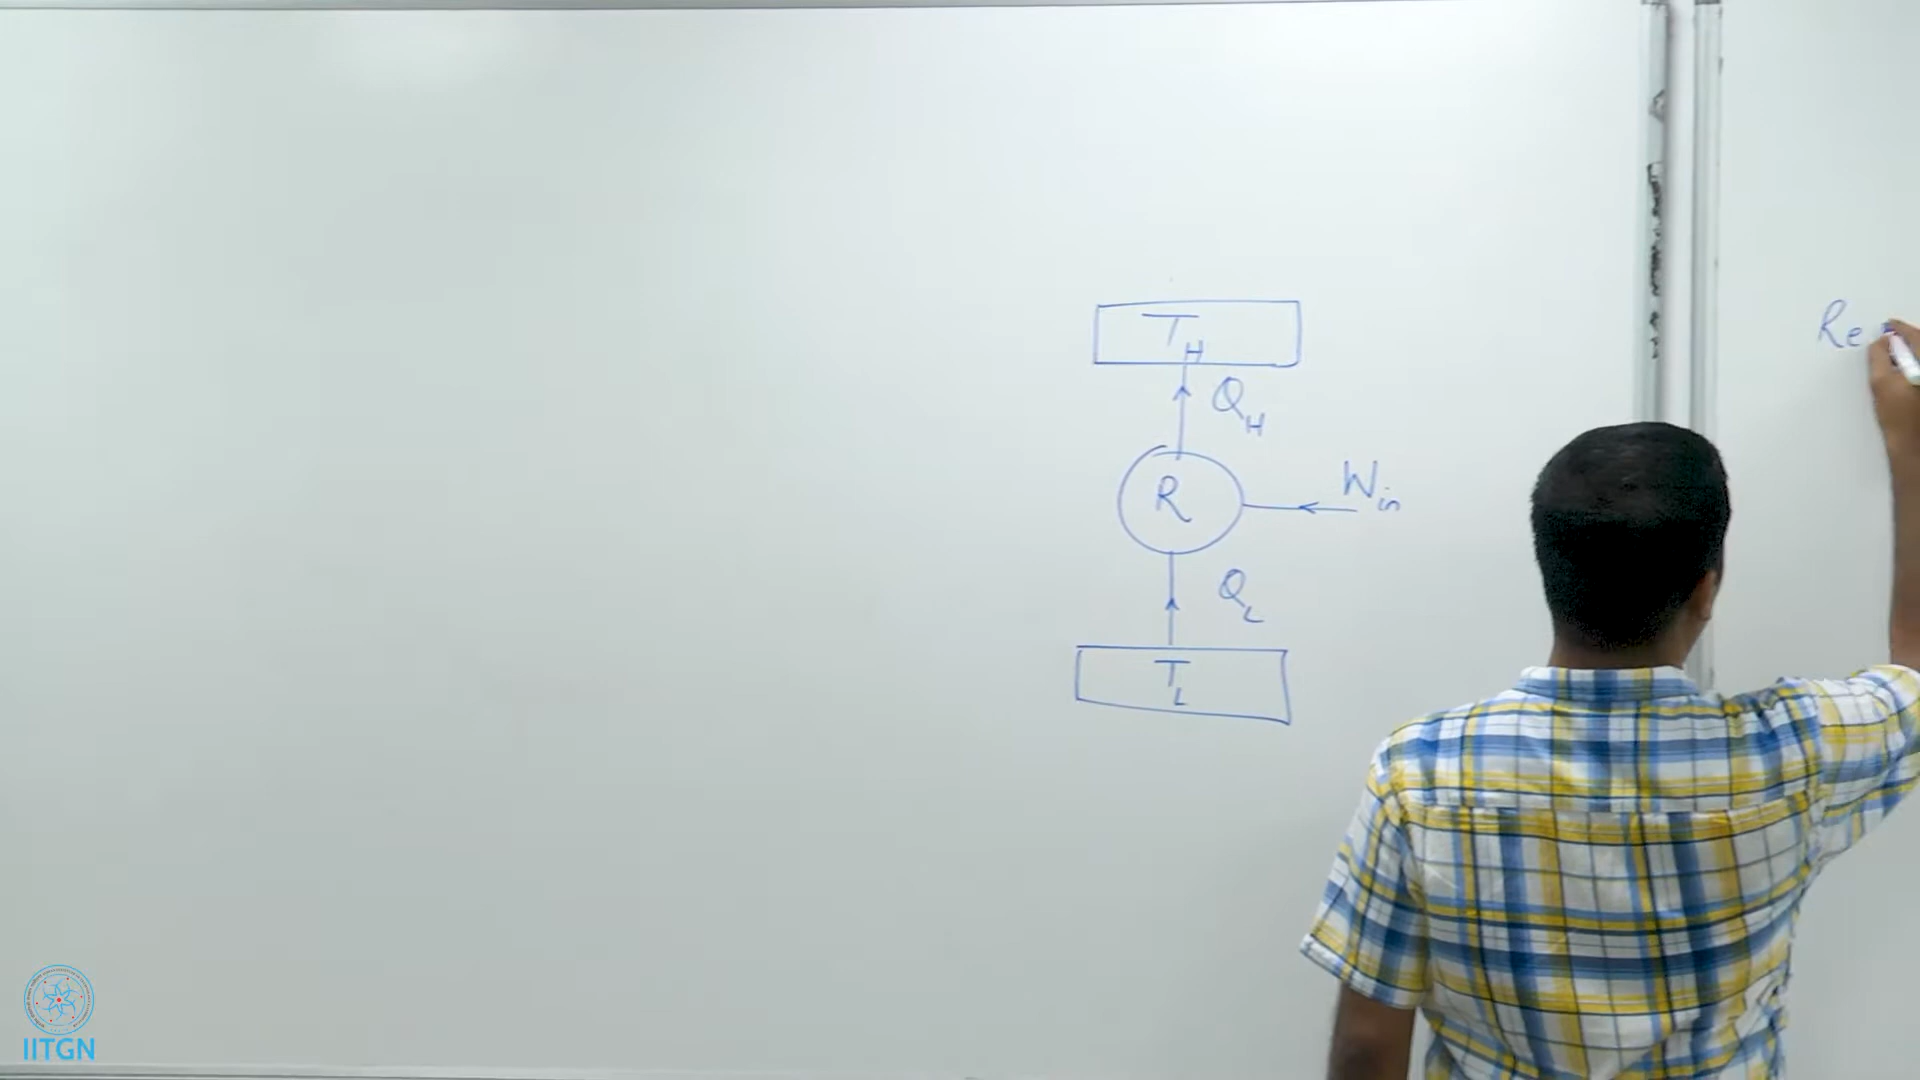 T_H
Q_H
Re
R
W_in
Q_L
T_L
IITGN